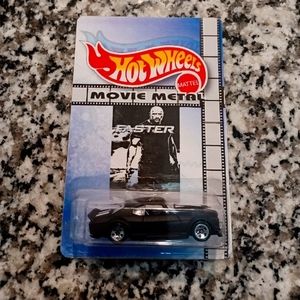 Hot Wheels
MATTEL
MOVIE METAL
FASTER